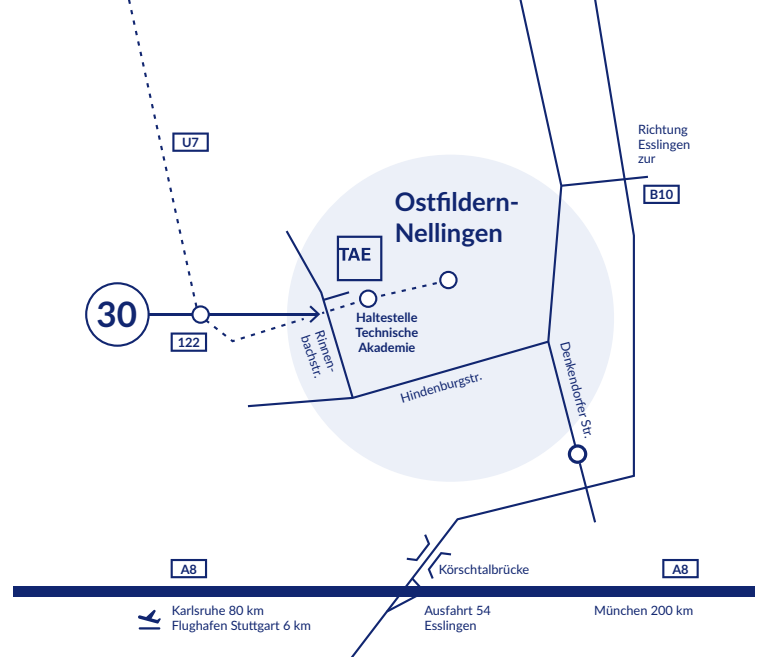 Richtung
Esslingen
zur
B10
U7
Ostfildern-
Nellingen
TAE
30
122
Haltestelle
Technische
Akademie
Rinnen-
bachstr.
Hindenburgstr.
Denkendorfer Str.
A8
Körschtalbrücke
A8
Karlsruhe 80 km
Flughafen Stuttgart 6 km
Ausfahrt 54
Esslingen
München 200 km